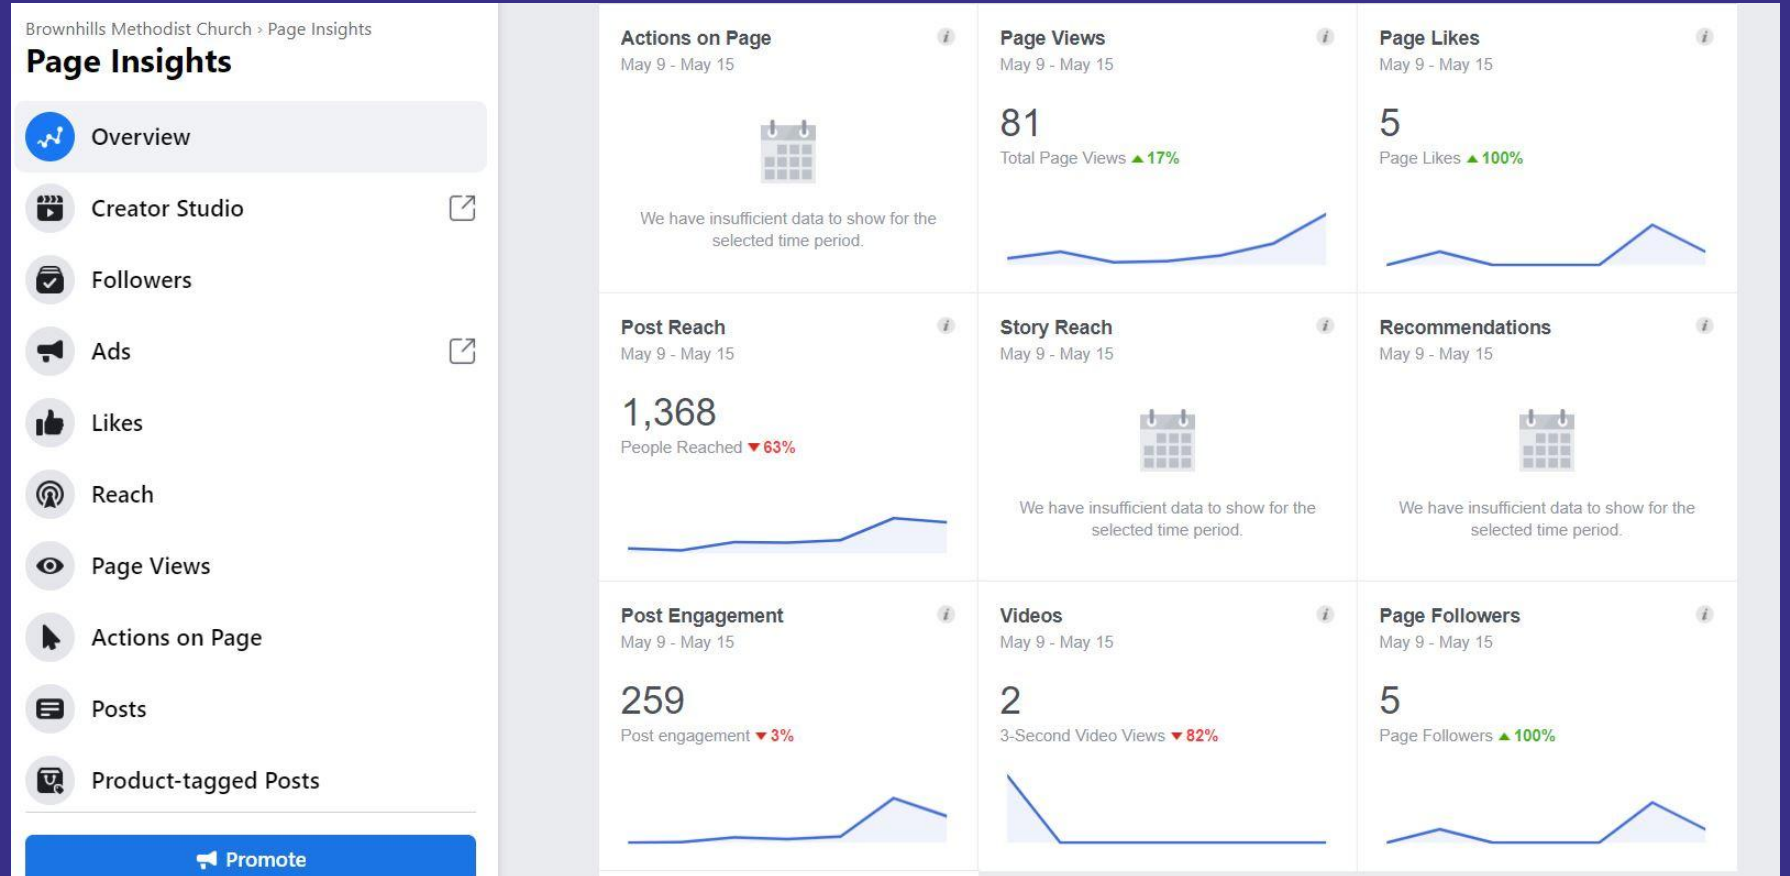 Brownhills Methodist Church › Page Insights
Page Insights
Overview
Creator Studio
Followers
Ads
Likes
Reach
Page Views
Actions on Page
Posts
Product-tagged Posts
Promote
Actions on Page
May 9 - May 15
We have insufficient data to show for the
selected time period.
Page Views
May 9 - May 15
81
Total Page Views ▲ 17%
Page Likes
May 9 - May 15
5
Page Likes ▲ 100%
Post Reach
May 9 - May 15
1,368
People Reached ▼ 63%
Story Reach
May 9 - May 15
We have insufficient data to show for the
selected time period.
Recommendations
May 9 - May 15
We have insufficient data to show for the
selected time period.
Post Engagement
May 9 - May 15
259
Post engagement ▼ 3%
Videos
May 9 - May 15
2
3-Second Video Views ▼ 82%
Page Followers
May 9 - May 15
5
Page Followers ▲ 100%